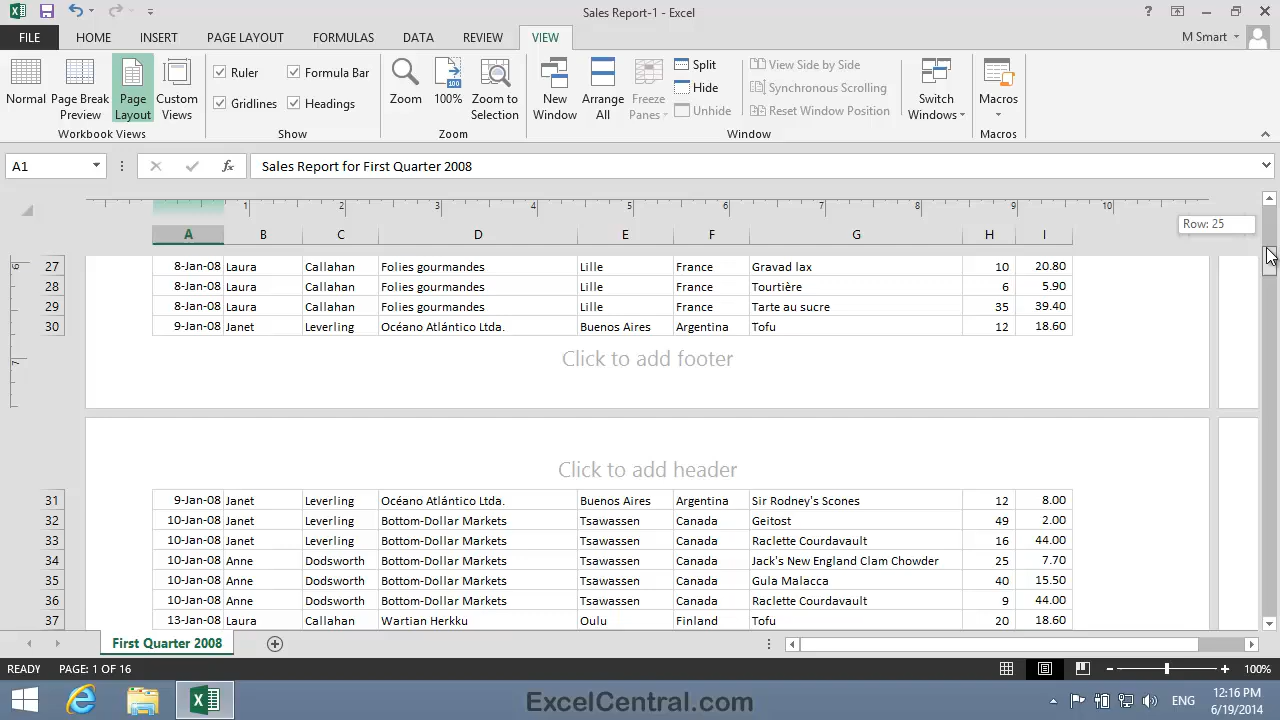 Sales Report-1 - Excel
FILE HOME INSERT PAGE LAYOUT FORMULAS DATA REVIEW VIEW M Smart
Normal Page Break Preview Page Layout Custom Views
Workbook Views
Ruler Formula Bar
Gridlines Headings
Show
Zoom 100% Zoom to Selection
Zoom
New Window Arrange All Freeze Panes
Split
Hide
Unhide
View Side by Side
Synchronous Scrolling
Reset Window Position
Switch Windows
Window
Macros
Macros
A1 fx Sales Report for First Quarter 2008
1 2 3 4 5 6 7 8 9 10
Row: 25
A B C D E F G H I
27 8-Jan-08 Laura Callahan Folies gourmandes Lille France Gravad lax 10 20.80
28 8-Jan-08 Laura Callahan Folies gourmandes Lille France Tourtière 6 5.90
29 8-Jan-08 Laura Callahan Folies gourmandes Lille France Tarte au sucre 35 39.40
30 9-Jan-08 Janet Leverling Océano Atlántico Ltda. Buenos Aires Argentina Tofu 12 18.60
6
7
Click to add footer
Click to add header
31 9-Jan-08 Janet Leverling Océano Atlántico Ltda. Buenos Aires Argentina Sir Rodney's Scones 12 8.00
32 10-Jan-08 Janet Leverling Bottom-Dollar Markets Tsawassen Canada Geitost 49 2.00
33 10-Jan-08 Janet Leverling Bottom-Dollar Markets Tsawassen Canada Raclette Courdavault 16 44.00
34 10-Jan-08 Anne Dodsworth Bottom-Dollar Markets Tsawassen Canada Jack's New England Clam Chowder 25 7.70
35 10-Jan-08 Anne Dodsworth Bottom-Dollar Markets Tsawassen Canada Gula Malacca 40 15.50
36 10-Jan-08 Anne Dodsworth Bottom-Dollar Markets Tsawassen Canada Raclette Courdavault 9 44.00
37 13-Jan-08 Laura Callahan Wartian Herkku Oulu Finland Tofu 20 18.60
First Quarter 2008
READY PAGE: 1 OF 16 100%
ExcelCentral.com
ENG
12:16 PM
6/19/2014